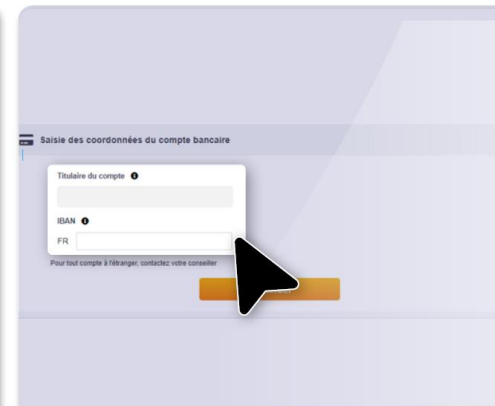 Saisie des coordonnées du compte bancaire
Titulaire du compte
IBAN
FR
Pour tout compte à l'étranger, contactez votre conseiller